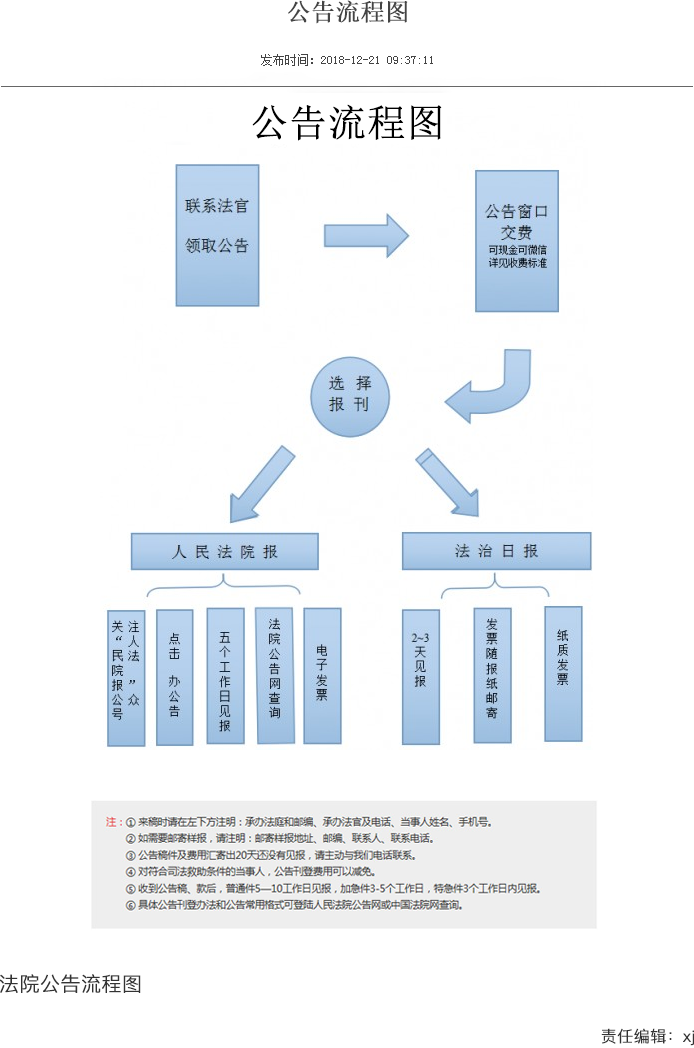 公告流程图
发布时间：2018-12-21 09:37:11
公告流程图
联系法官
领取公告
公告窗口
交费
可现金可微信
详见收费标准
选择
报刊
人民法院报
法治日报
关注“人民法院报”公众号
点击 办公告
五个工作日见报
法院公告网查询
电子发票
2~3天见报
发票随报纸邮寄
纸质发票
注：① 来稿时请在左下方注明：承办法庭和邮编、承办法官及电话、当事人姓名、手机号。
② 如需要邮寄样报，请注明：邮寄样报地址、邮编、联系人、联系电话。
③ 公告稿件及费用汇寄出20天还没有见报，请主动与我们电话联系。
④ 对符合司法救助条件的当事人，公告刊登费用可以减免。
⑤ 收到公告稿、款后，普通件5—10工作日见报，加急件3-5个工作日，特急件3个工作日内见报。
⑥ 具体公告刊登办法和公告常用格式可登陆人民法院公告网或中国法院网查询。
法院公告流程图
责任编辑：xj